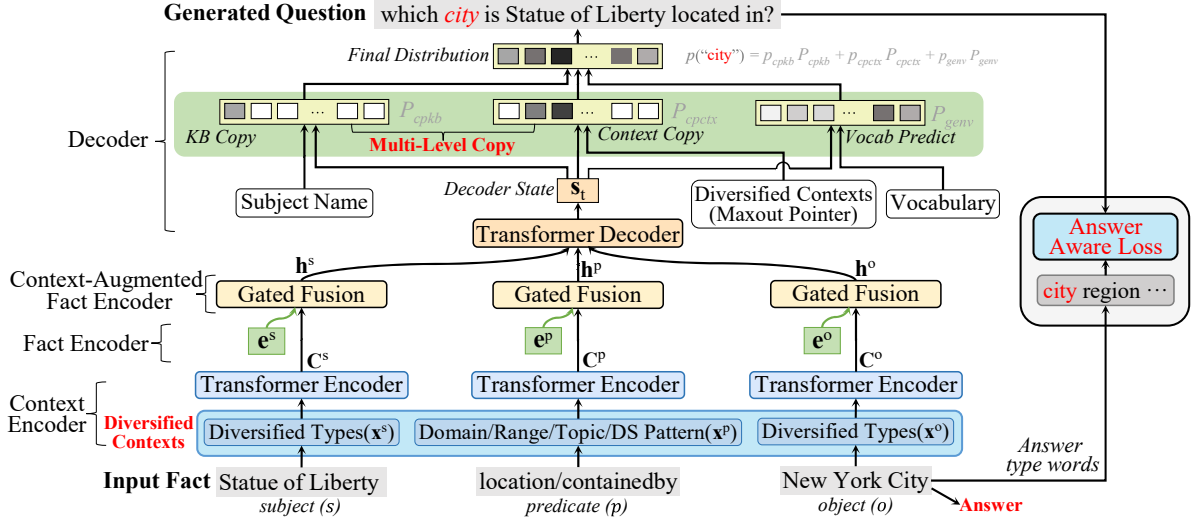 Generated Question
which city is Statue of Liberty located in?
Final Distribution
...
p(“city”) = p_cpkb P_cpkb + p_cpctx P_cpctx + p_genv P_genv
Decoder
... P_cpkb
... P_cpctx
... P_genv
KB Copy
Multi-Level Copy
Context Copy
Vocab Predict
Decoder State
s_t
Subject Name
Diversified Contexts
(Maxout Pointer)
Vocabulary
Transformer Decoder
Answer
Aware Loss
city region ···
Context-Augmented
Fact Encoder
h^s
h^p
h^o
Gated Fusion
Gated Fusion
Gated Fusion
Fact Encoder
e^s
e^p
e^o
C^s
C^p
C^o
Context
Encoder
Transformer Encoder
Transformer Encoder
Transformer Encoder
Diversified
Contexts
Diversified Types(x^s)
Domain/Range/Topic/DS Pattern(x^p)
Diversified Types(x^o)
Answer
type words
Input Fact
Statue of Liberty
location/containedby
New York City
subject (s)
predicate (p)
object (o)
Answer